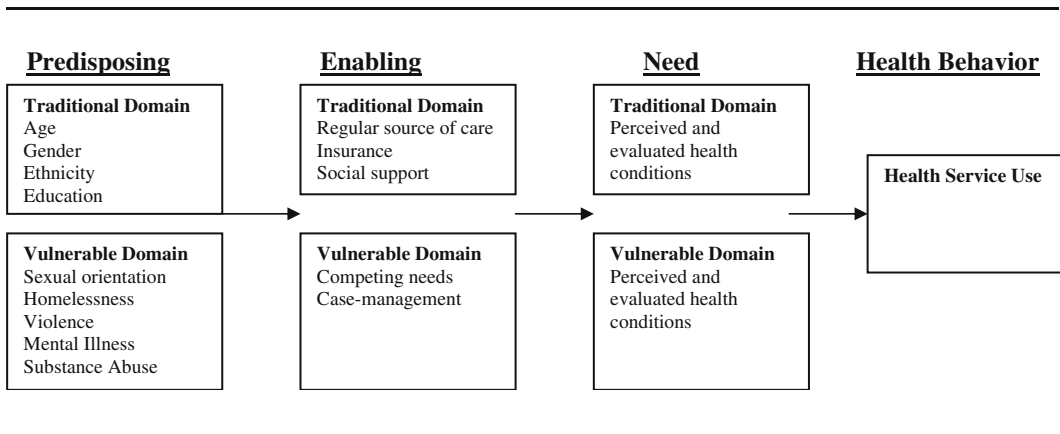 Predisposing
Enabling
Need
Health Behavior
Traditional Domain
Age
Gender
Ethnicity
Education
Traditional Domain
Regular source of care
Insurance
Social support
Traditional Domain
Perceived and
evaluated health
conditions
Health Service Use
Vulnerable Domain
Sexual orientation
Homelessness
Violence
Mental Illness
Substance Abuse
Vulnerable Domain
Competing needs
Case-management
Vulnerable Domain
Perceived and
evaluated health
conditions